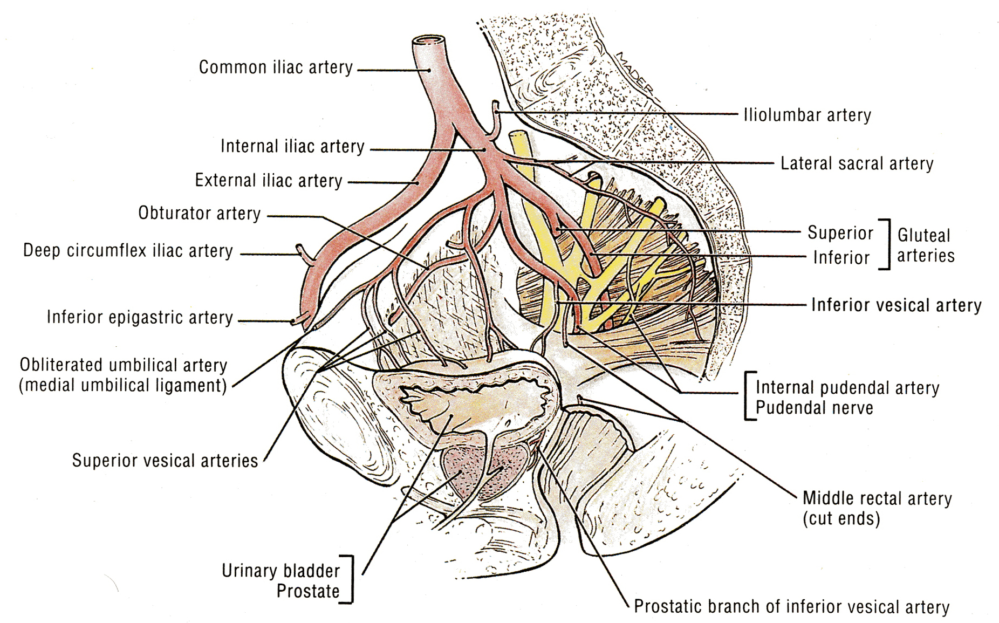 Common iliac artery
MADER
Iliolumbar artery
Internal iliac artery
Lateral sacral artery
External iliac artery
Obturator artery
Superior
Inferior
Gluteal
arteries
Deep circumflex iliac artery
Inferior vesical artery
Inferior epigastric artery
Obliterated umbilical artery
(medial umbilical ligament)
Internal pudendal artery
Pudendal nerve
Superior vesical arteries
Middle rectal artery
(cut ends)
Urinary bladder
Prostate
Prostatic branch of inferior vesical artery